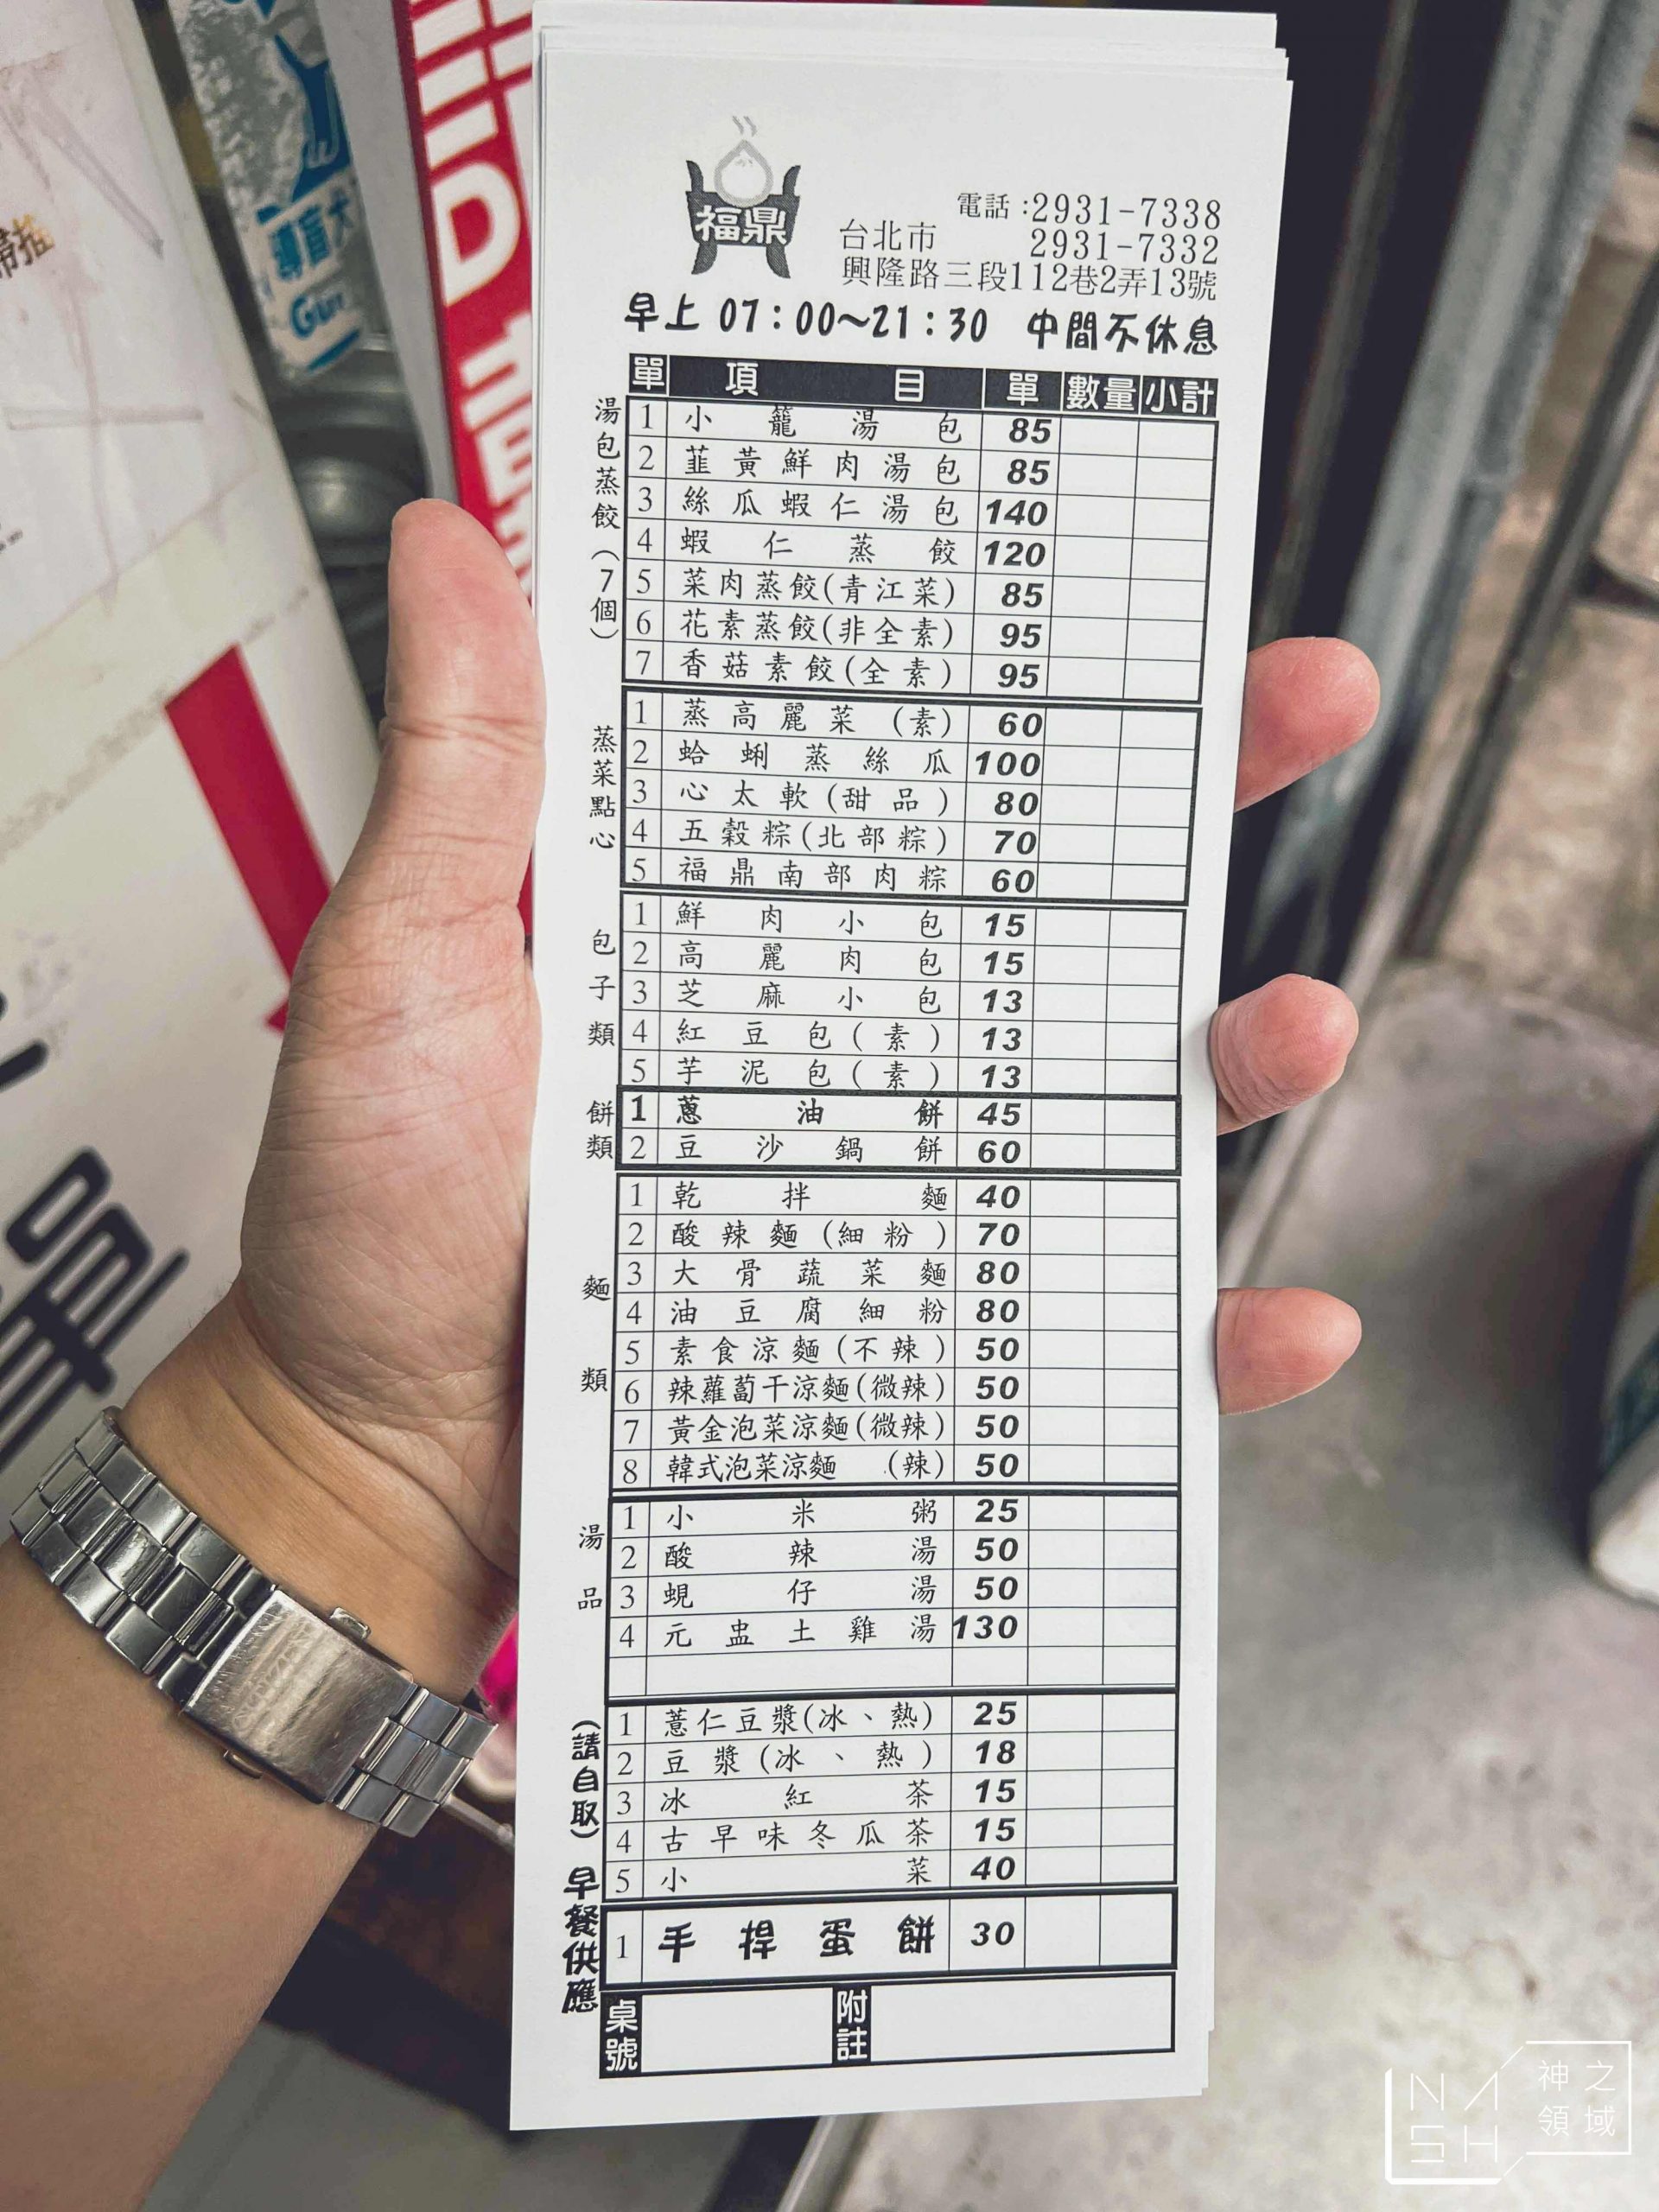 福鼎
電話:2931-7338
2931-7332
台北市
興隆路三段112巷2弄13號
早上 07:00~21:30 中間不休息
單 項目 單 數量 小計
湯包蒸餃(7個)
1 小籠湯包 85
2 韮黃鮮肉湯包 85
3 絲瓜蝦仁湯包 140
4 蝦仁蒸餃 120
5 菜肉蒸餃(青江菜) 85
6 花素蒸餃(非全素) 95
7 香菇素餃(全素) 95
蒸菜點心
1 蒸高麗菜(素) 60
2 蛤蜊蒸絲瓜 100
3 心太軟(甜品) 80
4 五穀粽(北部粽) 70
5 福鼎南部肉粽 60
包子類
1 鮮肉小包 15
2 高麗肉包 15
3 芝麻小包 13
4 紅豆包(素) 13
5 芋泥包(素) 13
餅類
1 蔥油餅 45
2 豆沙鍋餅 60
麵類
1 乾拌麵 40
2 酸辣麵(細粉) 70
3 大骨蔬菜麵 80
4 油豆腐細粉 80
5 素食涼麵(不辣) 50
6 辣蘿蔔干涼麵(微辣) 50
7 黃金泡菜涼麵(微辣) 50
8 韓式泡菜涼麵(辣) 50
湯品
1 小米粥 25
2 酸辣湯 50
3 蜆仔湯 50
4 元盅土雞湯 130
(請自取)
1 薏仁豆漿(冰、熱) 25
2 豆漿(冰、熱) 18
3 冰紅茶 15
4 古早味冬瓜茶 15
5 小菜 40
早餐供應
1 手捍蛋餅 30
桌號 附註
導盲犬
CITIZEN
NASH 神之領域